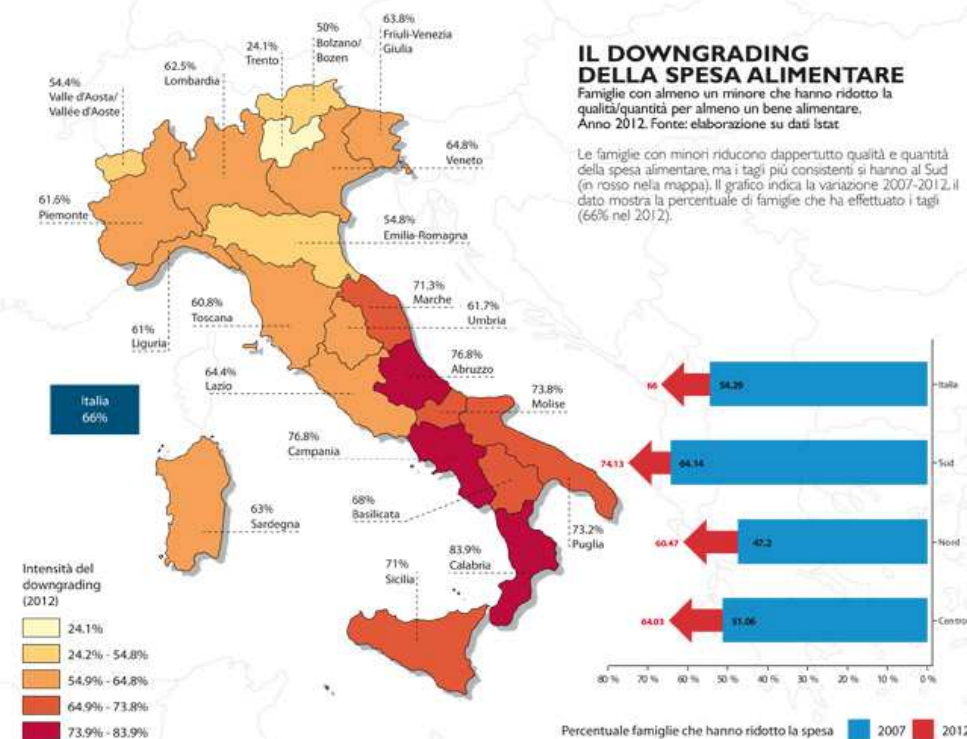 IL DOWNGRADING
DELLA SPESA ALIMENTARE
Famiglie con almeno un minore che hanno ridotto la
qualità/quantità per almeno un bene alimentare.
Anno 2012. Fonte: elaborazione su dati Istat
Le famiglie con minori riducono dappertutto qualità e quantità
della spesa alimentare, ma i tagli più consistenti si hanno al Sud
(in rosso nella mappa). Il grafico indica la variazione 2007-2012, il
dato mostra la percentuale di famiglie che ha effettuato i tagli
(66% nel 2012).
63.8%
Friuli-Venezia
Giulia
50%
Bolzano/
Bozen
24.1%
Trento
62.5%
Lombardia
54.4%
Valle d'Aosta/
Vallée d'Aoste
64.8%
Veneto
61.6%
Piemonte
54.8%
Emilia-Romagna
71.3%
Marche
61.7%
Umbria
60.8%
Toscana
61%
Liguria
76.8%
Abruzzo
64.4%
Lazio
73.8%
Molise
Italia
66%
76.8%
Campania
68%
Basilicata
63%
Sardegna
73.2%
Puglia
83.9%
Calabria
71%
Sicilia
Intensità del
downgrading
(2012)
24.1%
24.2% - 54.8%
54.9% - 64.8%
64.9% - 73.8%
73.9% - 83.9%
66 54.29 Italia
74.13 64.14 Sud
60.47 47.2 Nord
64.03 51.06 Centro
80 % 70 % 60 % 50 % 40 % 30 % 20 % 10 % 0 %
Percentuale famiglie che hanno ridotto la spesa 2007 2012